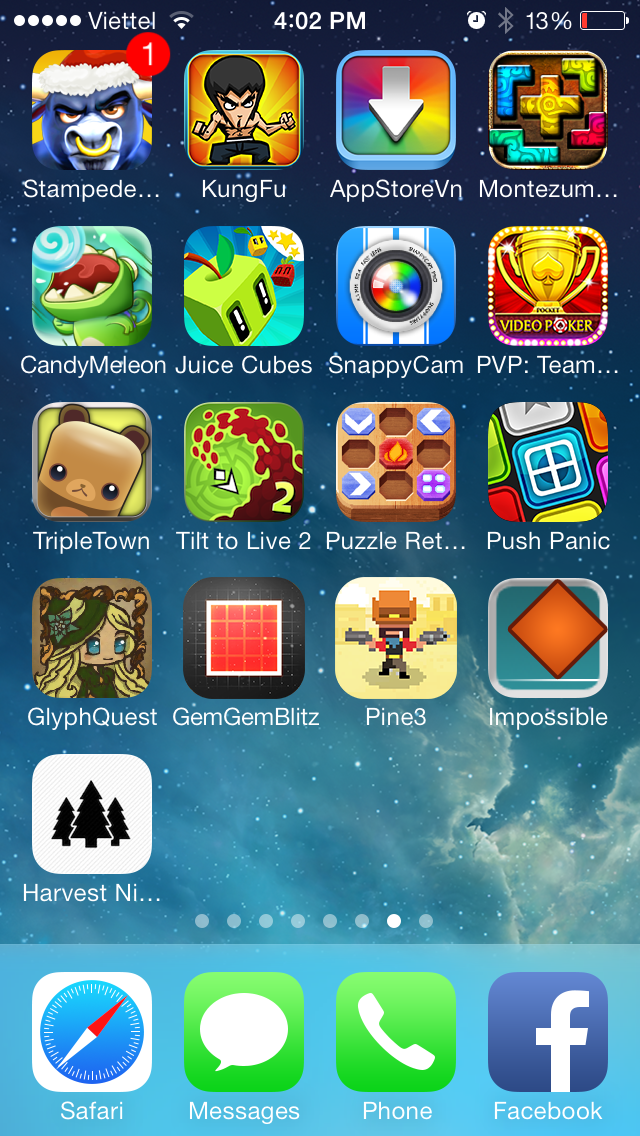 Viettel 4:02 PM 13%
1
Stampede... KungFu AppStoreVn Montezum...
POCKET
VIDEO POKER
CandyMeleon Juice Cubes SnappyCam PVP: Team...
2
TripleTown Tilt to Live 2 Puzzle Ret... Push Panic
GlyphQuest GemGemBlitz Pine3 Impossible
Harvest Ni...
f
Safari Messages Phone Facebook